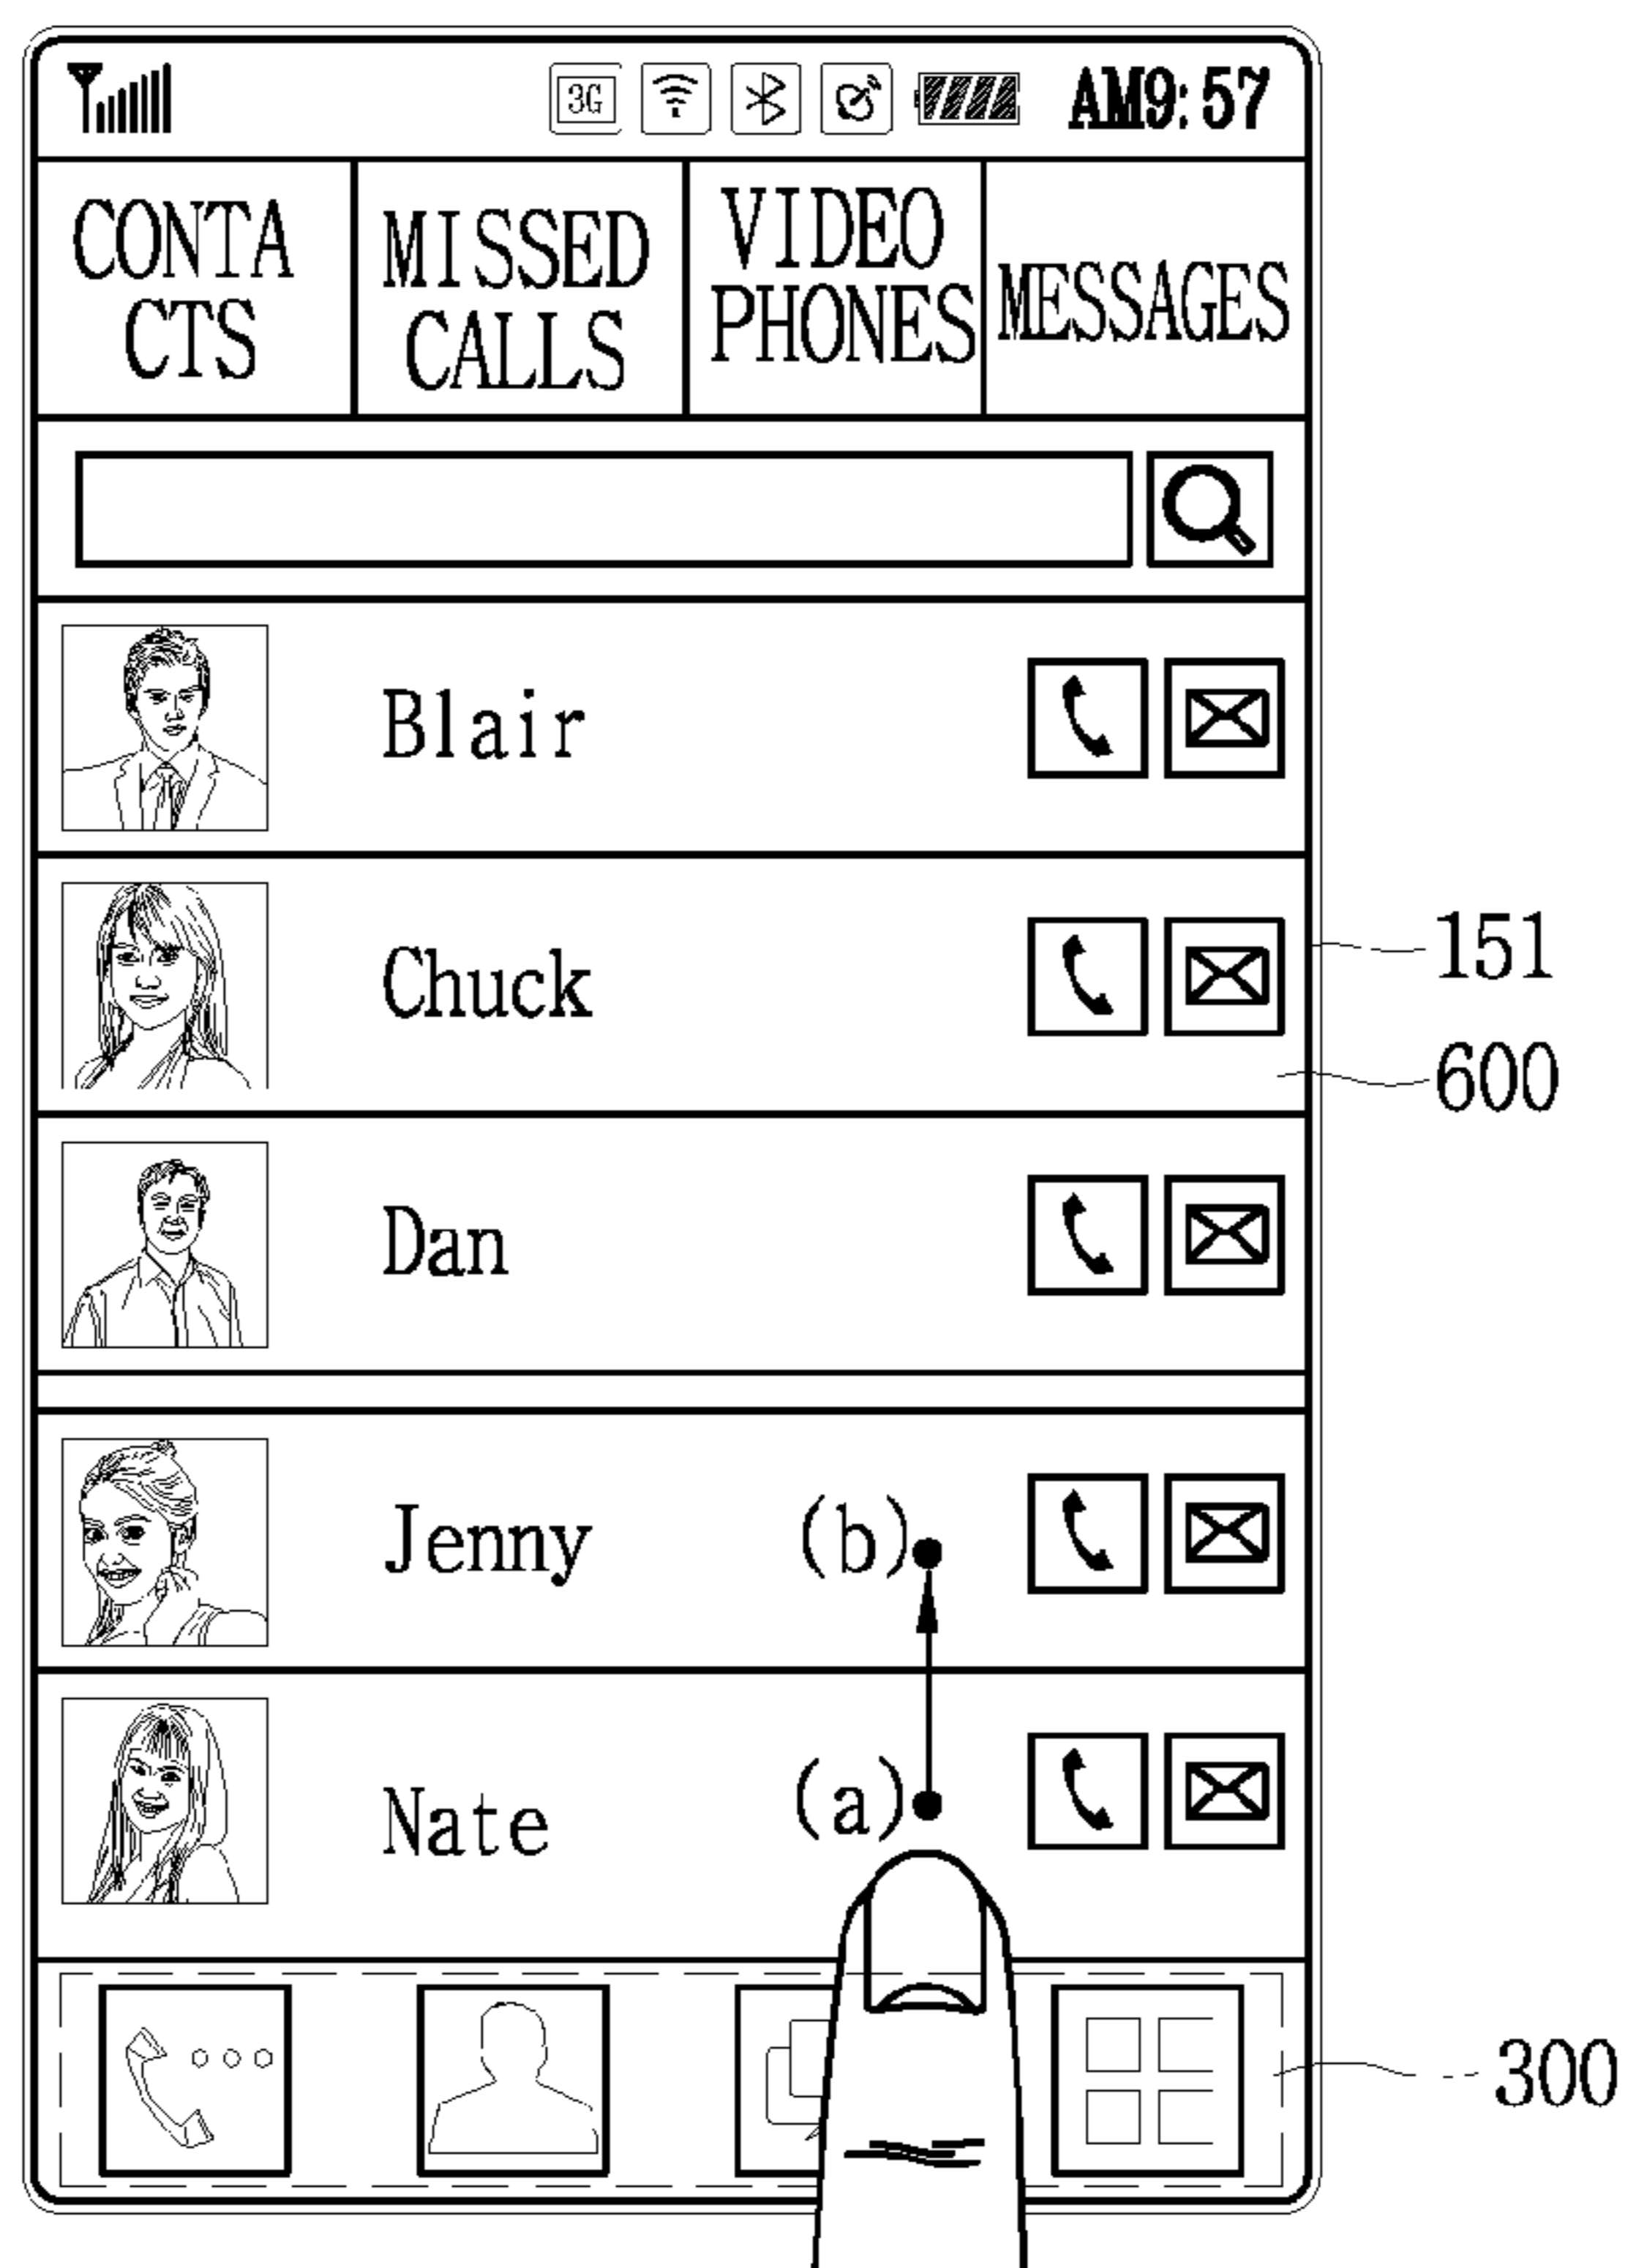 3G AM9:57
CONTA
CTS
MISSED
CALLS
VIDEO
PHONES
MESSAGES
Blair
Chuck
151
600
Dan
Jenny (b)
Nate (a)
300